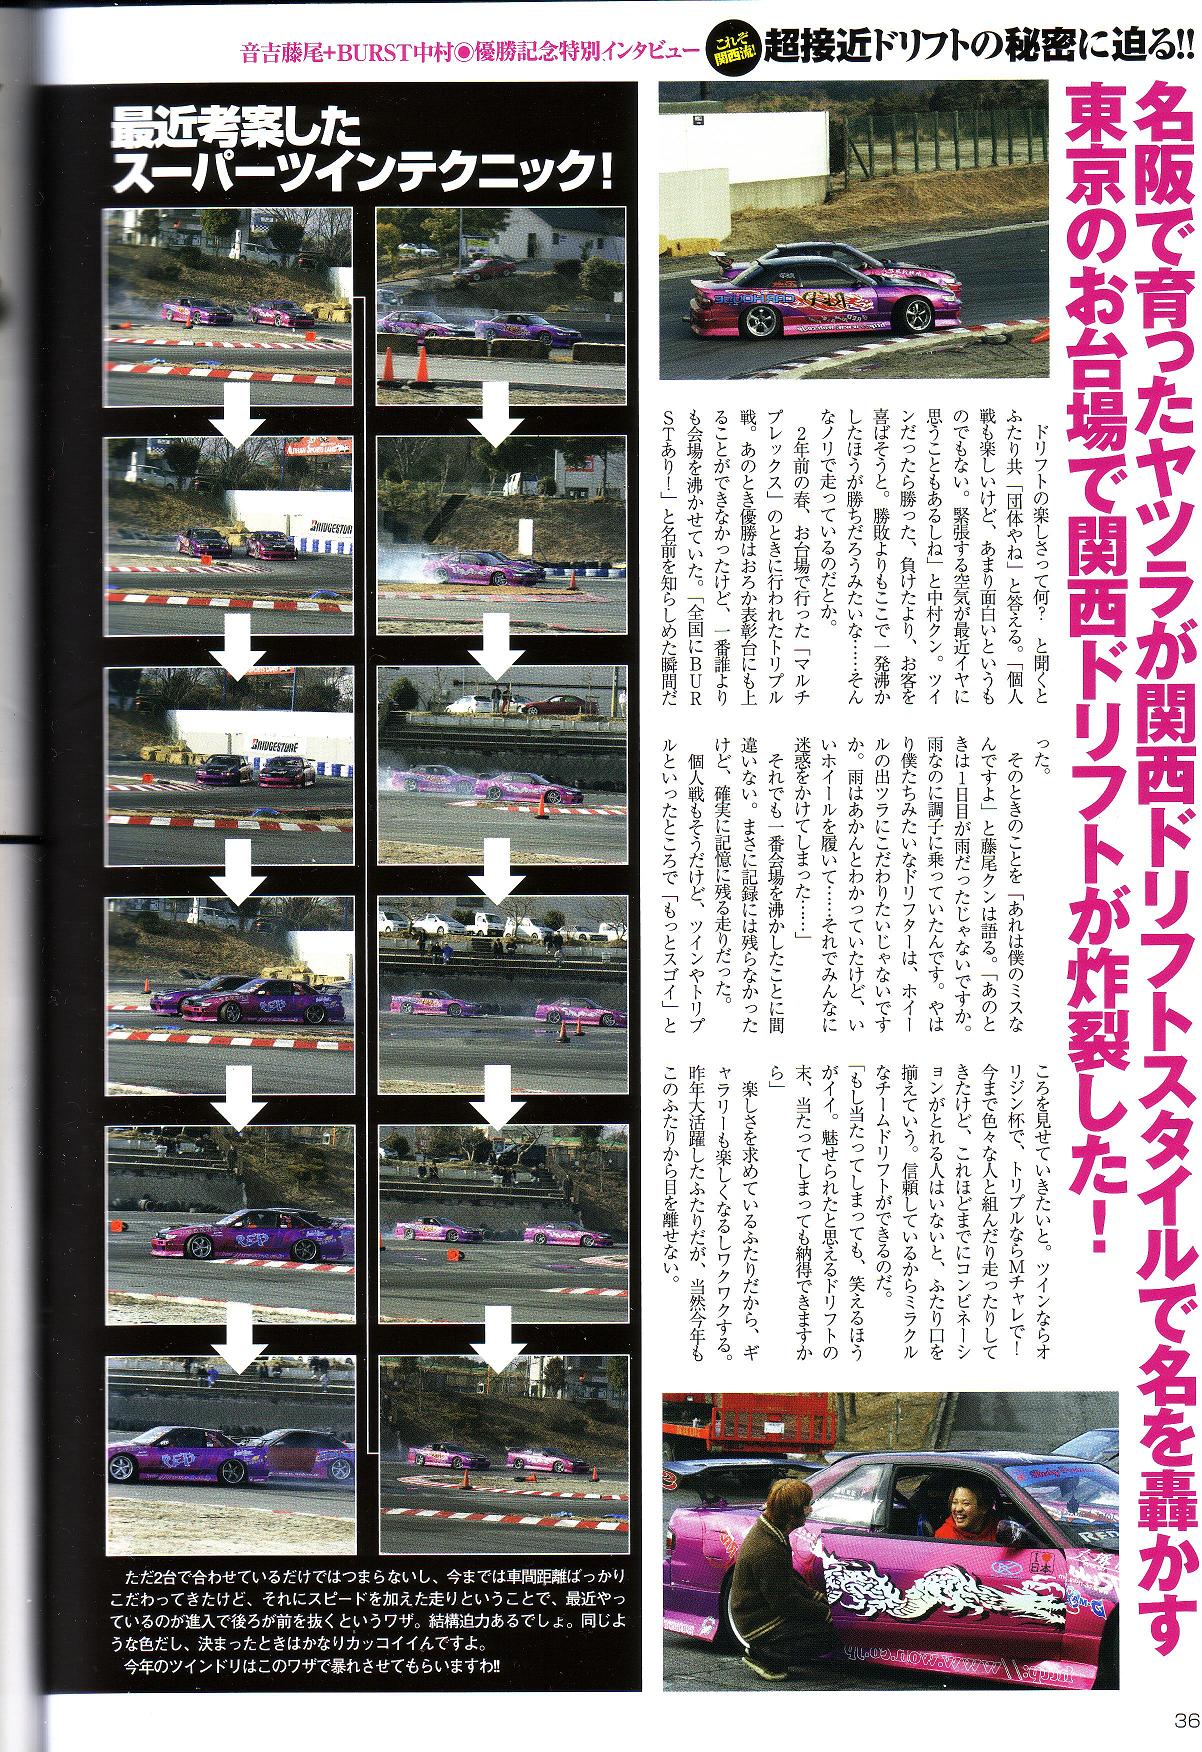 音吉藤尾+BURST中村◉優勝記念特別インタビュー
これぞ
関西流!
超接近ドリフトの秘密に迫る!!
名阪で育ったヤツラが関西ドリフトスタイルで名を轟かす
東京のお台場で関西ドリフトが炸裂した！
ドリフトの楽しさって何？　と聞くと
ふたり共「団体やね」と答える。「個人
戦も楽しいけど、あまり面白いというも
のでもない。緊張する空気が最近イヤに
思うこともあるしね」と中村クン。ツイ
ンだったら勝った、負けたより、お客を
喜ばそうと。勝敗よりもここで一発沸か
したほうが勝ちだろうみたいな……そん
なノリで走っているのだとか。
２年前の春、お台場で行った「マルチ
プレックス」のときに行われたトリプル
戦。あのとき優勝はおろか表彰台にも上
ることができなかったけど、一番誰より
も会場を沸かせていた。「全国にＢＵＲ
ＳＴあり！」と名前を知らしめた瞬間だ
った。
そのときのことを「あれは僕のミスな
んですよ」と藤尾クンは語る。「あのと
きは１日目が雨だったじゃないですか。
雨なのに調子に乗っていたんです。やは
り僕たちみたいなドリフターは、ホイー
ルの出ツラにこだわりたいじゃないです
か。雨はあかんとわかっていたけど、い
いホイールを履いて……それでみんなに
迷惑をかけてしまった……」
それでも一番会場を沸かしたことに間
違いない。まさに記録には残らなかった
けど、確実に記憶に残る走りだった。
個人戦もそうだけど、ツインやトリプ
ルといったところで「もっとスゴイ」と
ころを見せていきたいと。ツインならオ
リジン杯で、トリプルならＭチャレで！
今まで色々な人と組んだり走ったりして
きたけど、これほどまでにコンビネーシ
ョンがとれる人はいないと、ふたり口を
揃えていう。信頼しているからミラクル
なチームドリフトができるのだ。
「もし当たってしまっても、笑えるほう
がイイ。魅せられたと思えるドリフトの
末、当たってしまっても納得できますか
ら」
楽しさを求めているふたりだから、ギ
ャラリーも楽しくなるしワクワクする。
昨年大活躍したふたりだが、当然今年も
このふたりから目を離せない。
最近考案した
スーパーツインテクニック！
BRIDGESTONE
BRIDGESTONE
RED
RED
RED
CAR HOUSE
I ♥
日本
ただ2台で合わせているだけではつまらないし、今までは車間距離ばっかり
こだわってきたけど、それにスピードを加えた走りということで、最近やっ
ているのが進入で後ろが前を抜くというワザ。結構迫力あるでしょ。同じよ
うな色だし、決まったときはかなりカッコイイんですよ。
今年のツインドリはこのワザで暴れさせてもらいますわ!!
36